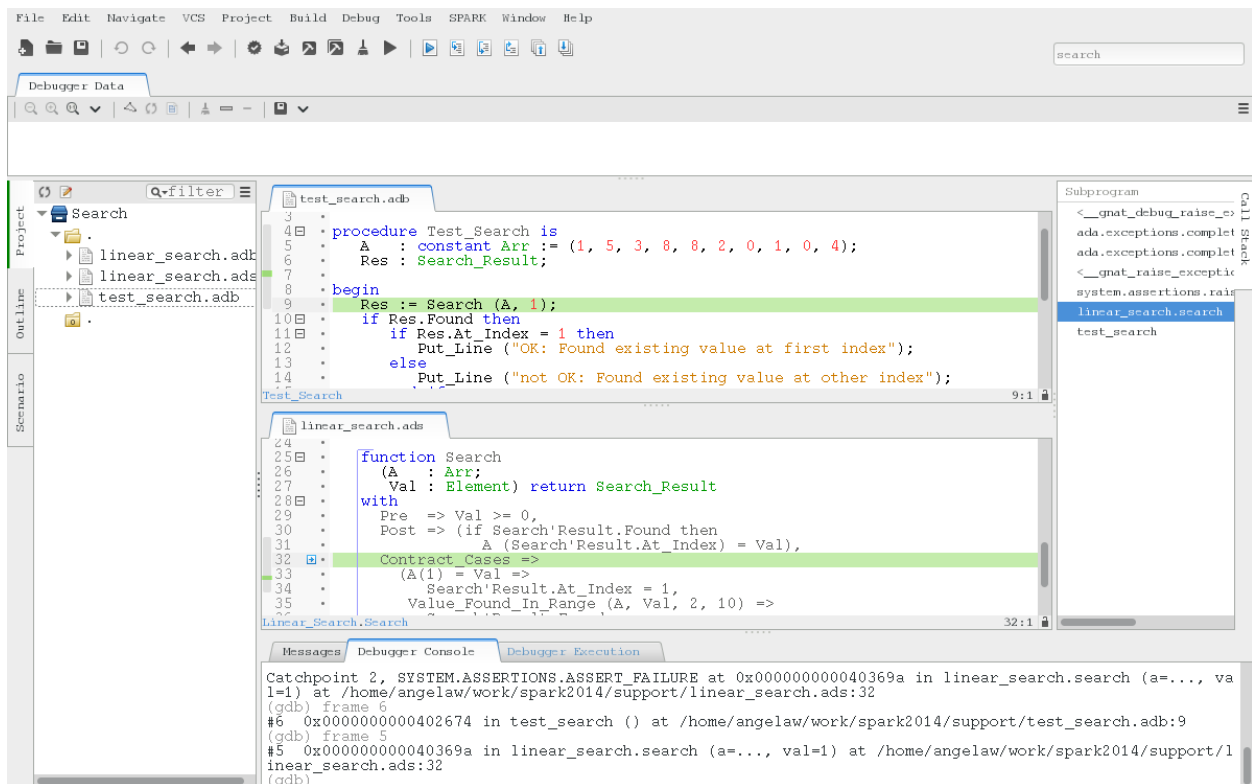 File Edit Navigate VCS Project Build Debug Tools SPARK Window Help
search
Debugger Data
Project
Outline
Scenario
filter
Search
.
linear_search.adb
linear_search.ads
test_search.adb
.
test_search.adb
3
4 procedure Test_Search is
5 A : constant Arr := (1, 5, 3, 8, 8, 2, 0, 1, 0, 4);
6 Res : Search_Result;
7
8 begin
9 Res := Search (A, 1);
10 if Res.Found then
11 if Res.At_Index = 1 then
12 Put_Line ("OK: Found existing value at first index");
13 else
14 Put_Line ("not OK: Found existing value at other index");
Test_Search 9:1
linear_search.ads
24
25 function Search
26 (A : Arr;
27 Val : Element) return Search_Result
28 with
29 Pre => Val >= 0,
30 Post => (if Search'Result.Found then
31 A (Search'Result.At_Index) = Val),
32 Contract_Cases =>
33 (A(1) = Val =>
34 Search'Result.At_Index = 1,
35 Value_Found_In_Range (A, Val, 2, 10) =>
Linear_Search.Search 32:1
Subprogram
<__gnat_debug_raise_ex
ada.exceptions.complet
ada.exceptions.complet
<__gnat_raise_exceptio
system.assertions.rais
linear_search.search
test_search
Call Stack
Messages Debugger Console Debugger Execution
Catchpoint 2, SYSTEM.ASSERTIONS.ASSERT_FAILURE at 0x000000000040369a in linear_search.search (a=..., va
l=1) at /home/angelaw/work/spark2014/support/linear_search.ads:32
(gdb) frame 6
#6 0x0000000000402674 in test_search () at /home/angelaw/work/spark2014/support/test_search.adb:9
(gdb) frame 5
#5 0x000000000040369a in linear_search.search (a=..., val=1) at /home/angelaw/work/spark2014/support/l
inear_search.ads:32
(gdb)